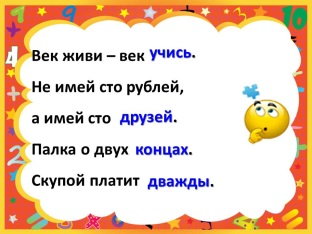 Век живи – век учись.
Не имей сто рублей,
а имей сто друзей.
Палка о двух концах.
Скупой платит дважды.